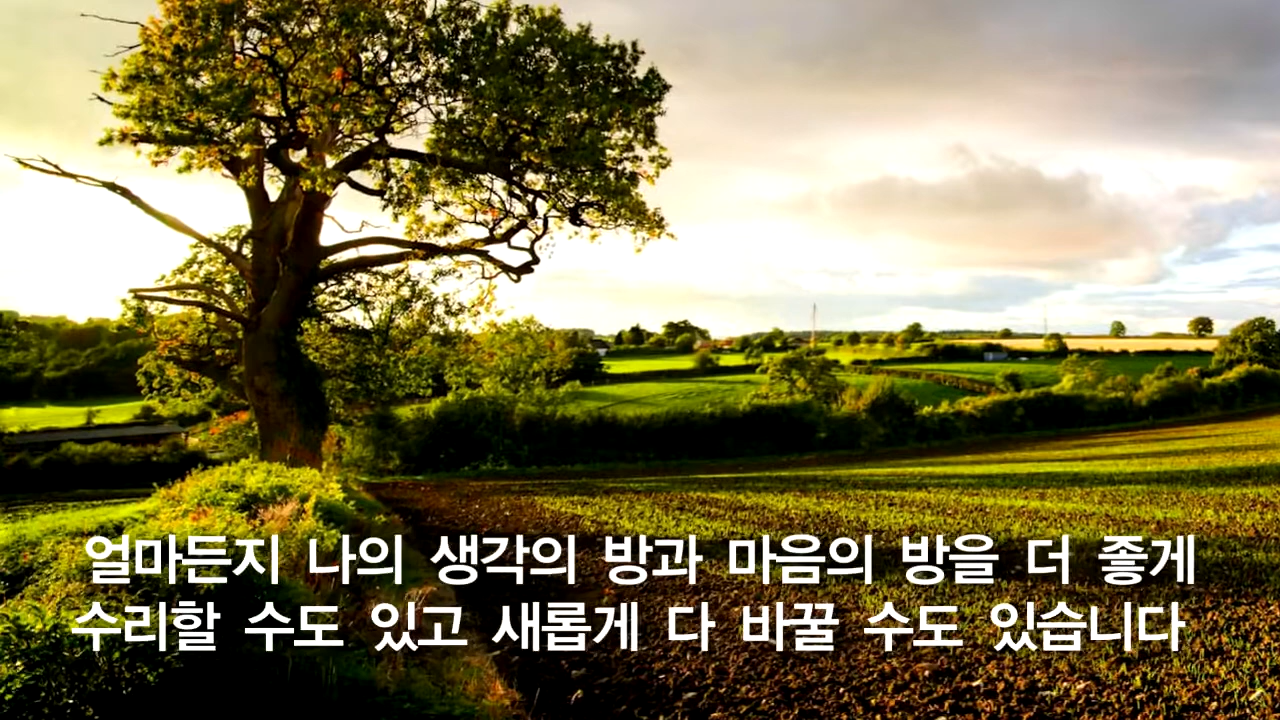 얼마든지 나의 생각의 방과 마음의 방을 더 좋게
수리할 수도 있고 새롭게 다 바꿀 수도 있습니다